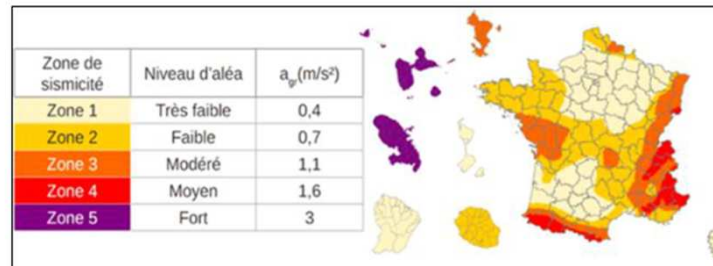 Zone de sismicité Niveau d'aléa a_gr(m/s²)
Zone 1 Très faible 0,4
Zone 2 Faible 0,7
Zone 3 Modéré 1,1
Zone 4 Moyen 1,6
Zone 5 Fort 3